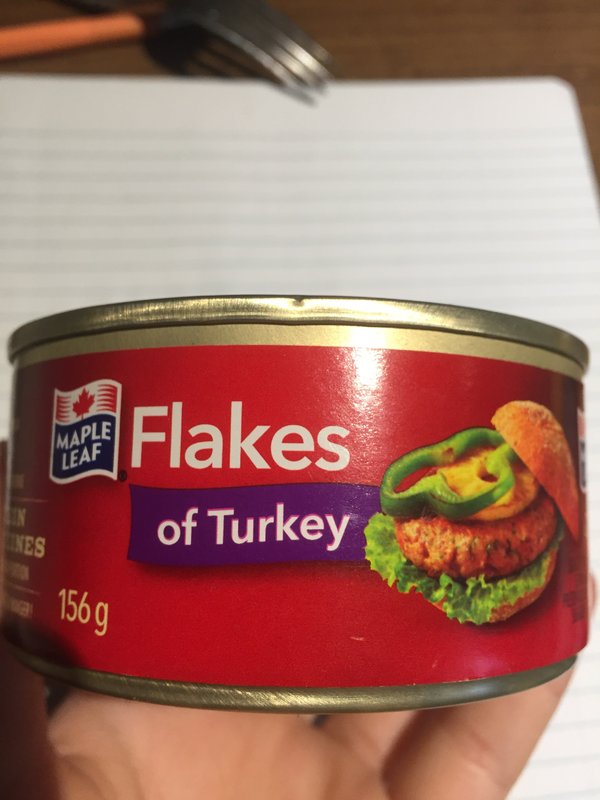 MAPLE
LEAF
Flakes
of Turkey
156 g